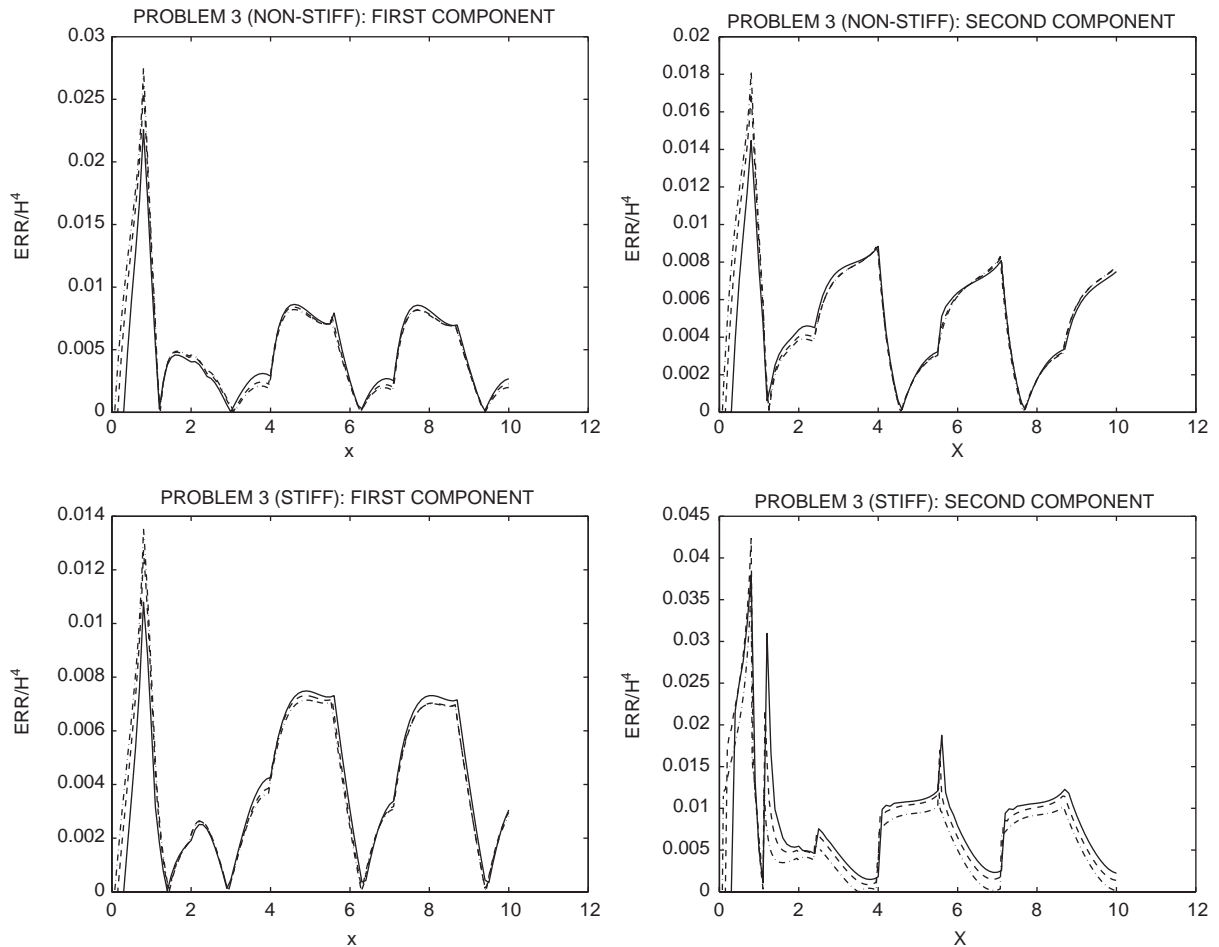 PROBLEM 3 (NON-STIFF): FIRST COMPONENT
0.03
0.025
0.02
0.015
0.01
0.005
0
ERR/H⁴
0 2 4 6 8 10 12
x
PROBLEM 3 (NON-STIFF): SECOND COMPONENT
0.02
0.018
0.016
0.014
0.012
0.01
0.008
0.006
0.004
0.002
0
ERR/H⁴
0 2 4 6 8 10 12
X
PROBLEM 3 (STIFF): FIRST COMPONENT
0.014
0.012
0.01
0.008
0.006
0.004
0.002
0
ERR/H⁴
0 2 4 6 8 10 12
x
PROBLEM 3 (STIFF): SECOND COMPONENT
0.045
0.04
0.035
0.03
0.025
0.02
0.015
0.01
0.005
0
ERR/H⁴
0 2 4 6 8 10 12
X